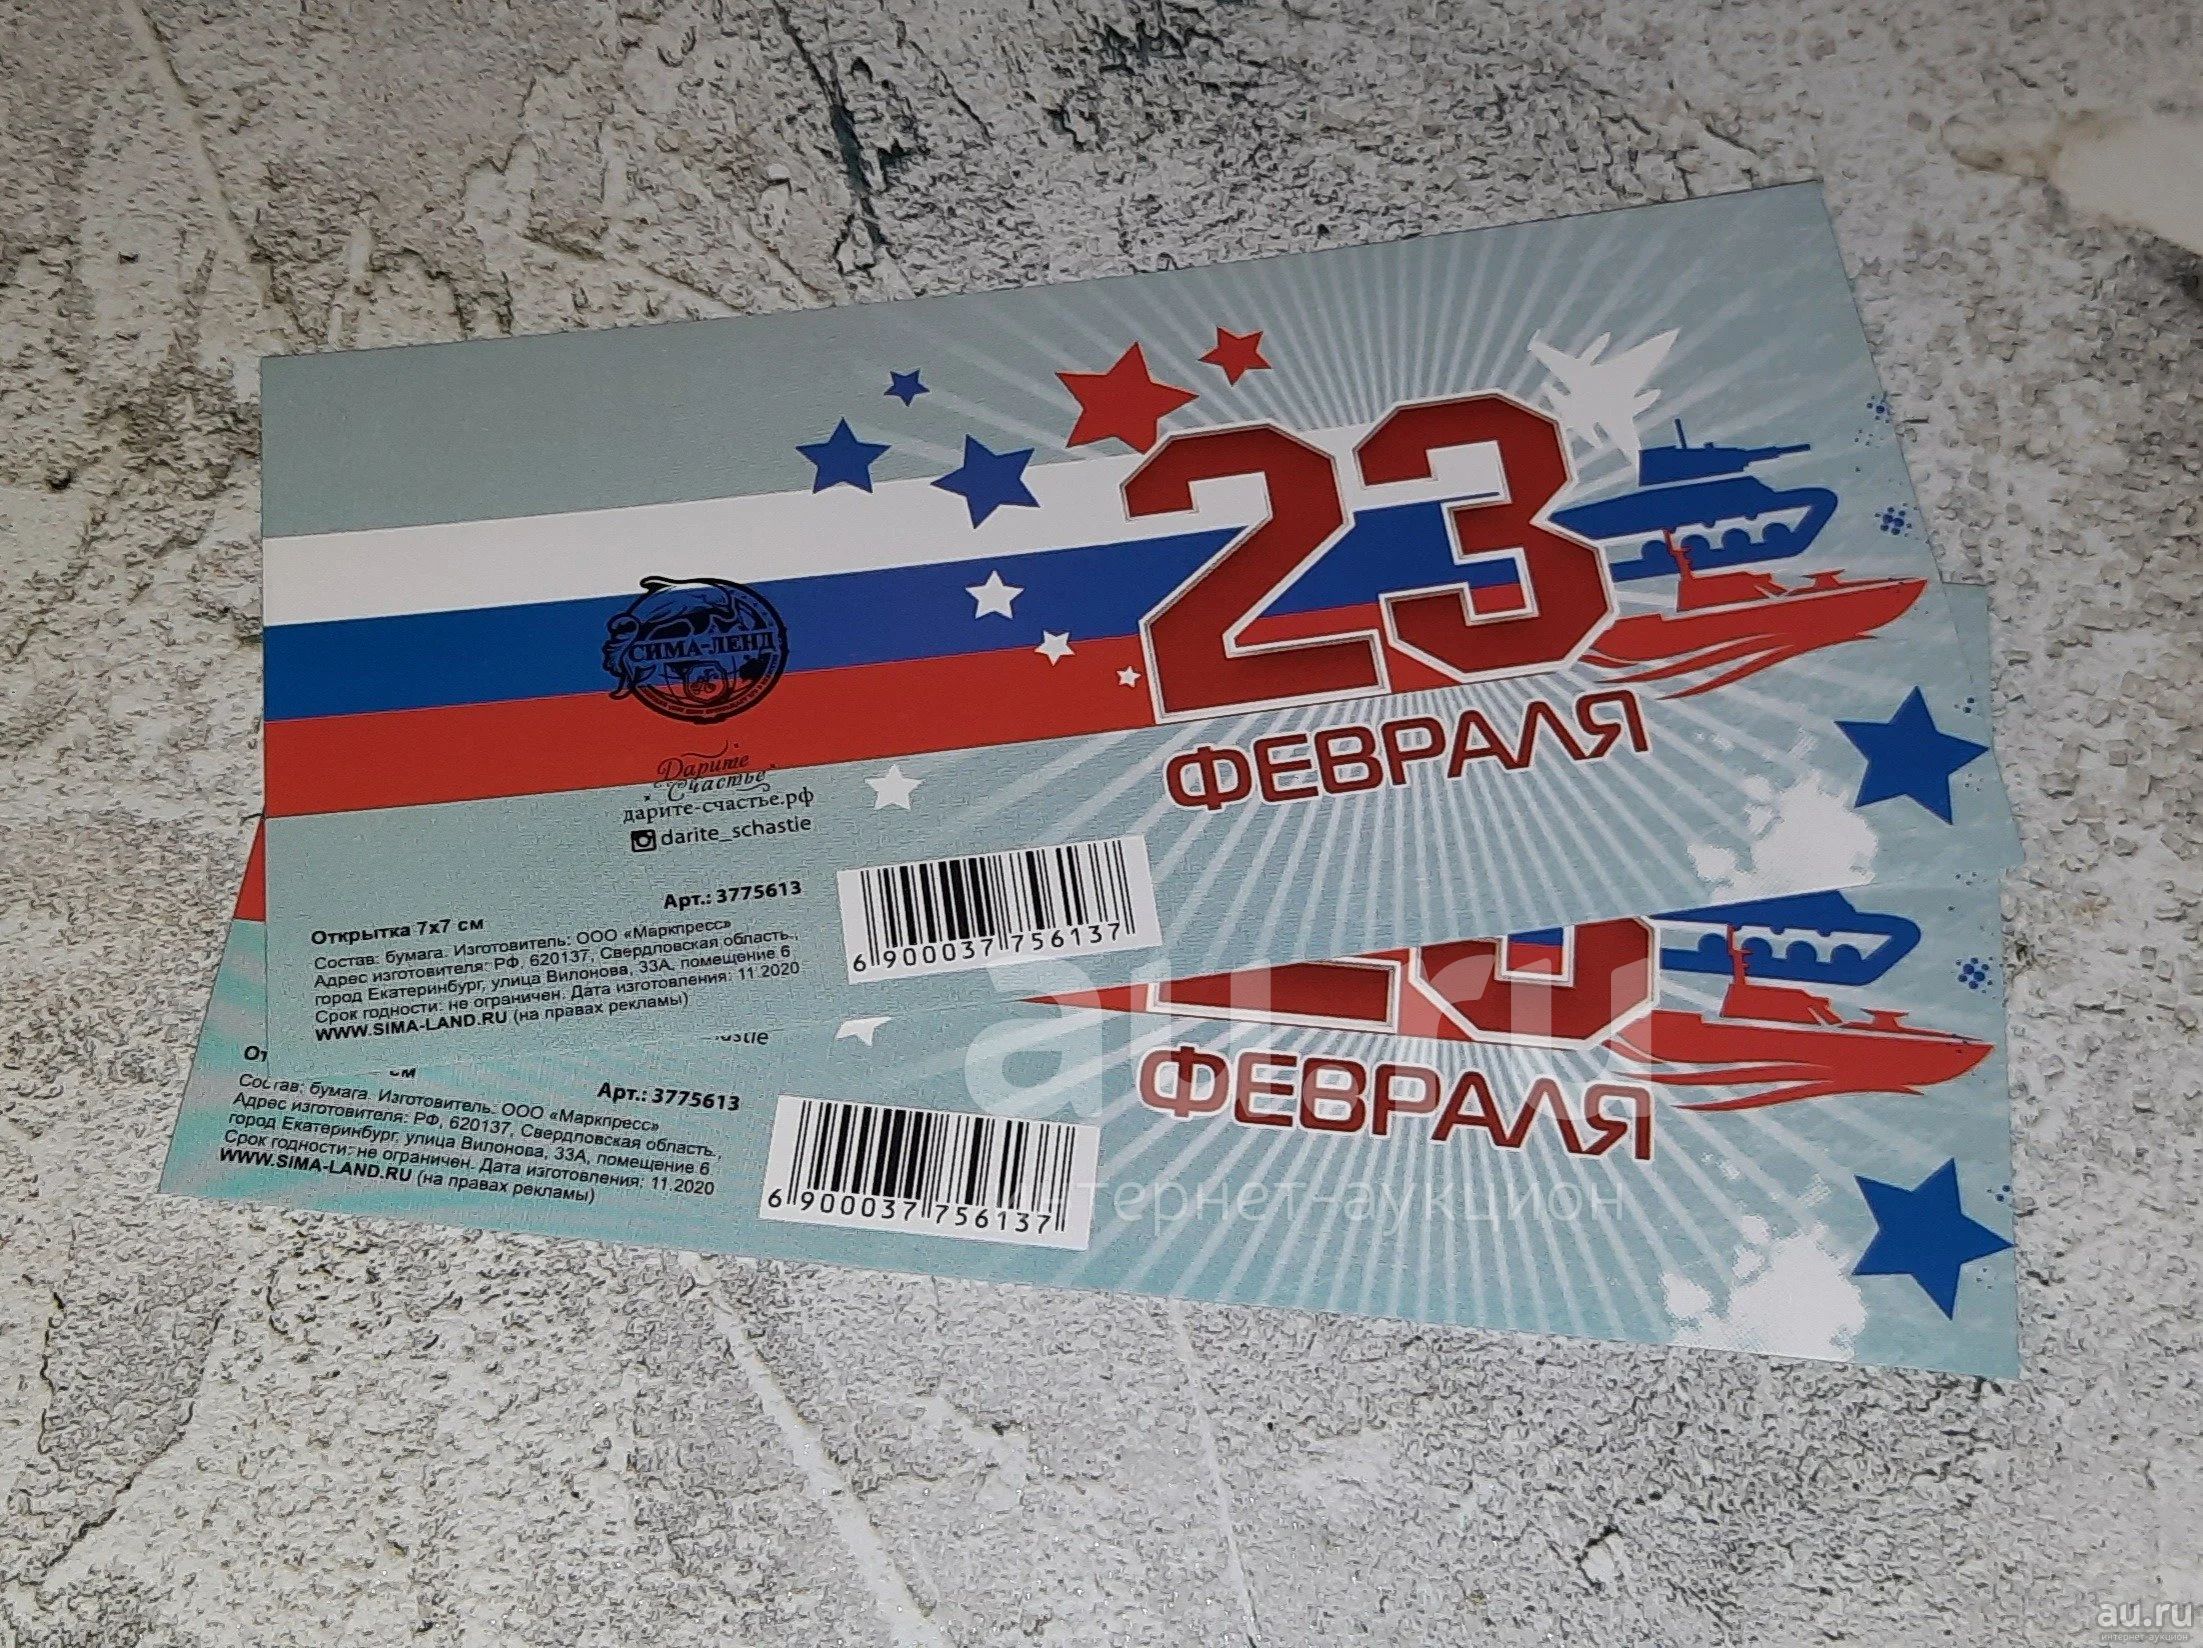 23
ФЕВРАЛЯ
СИМА-ЛЕНД
Дарите
Счастье
дарите-счастье.рф
darite_schastie
Арт.: 3775613
Открытка 7х7 см
Состав: бумага. Изготовитель: ООО «Маркпресс»
Адрес изготовителя: РФ, 620137, Свердловская область,
город Екатеринбург, улица Вилонова, 33А, помещение 6
Срок годности: не ограничен. Дата изготовления: 11.2020
WWW.SIMA-LAND.RU (на правах рекламы)
6 900037 756137
ФЕВРАЛЯ
Арт.: 3775613
см
Состав: бумага. Изготовитель: ООО «Маркпресс»
Адрес изготовителя: РФ, 620137, Свердловская область,
город Екатеринбург, улица Вилонова, 33А, помещение 6
Срок годности: не ограничен. Дата изготовления: 11.2020
WWW.SIMA-LAND.RU (на правах рекламы)
6 900037 756137
au.ru
интернет-аукцион
au.ru
интернет-аукцион